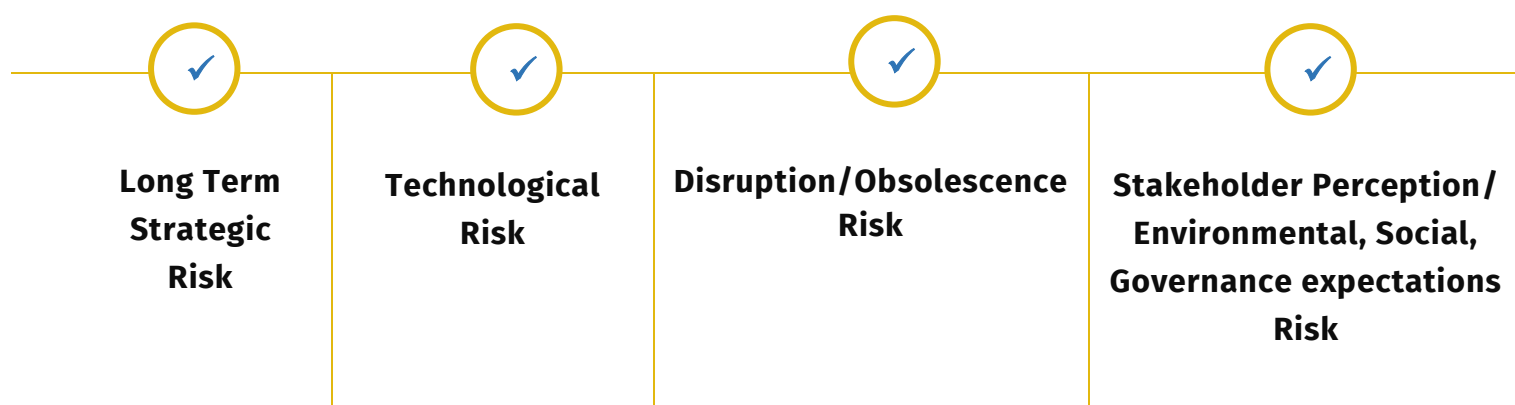 Long Term
Strategic
Risk
Technological
Risk
Disruption/Obsolescence
Risk
Stakeholder Perception/
Environmental, Social,
Governance expectations
Risk